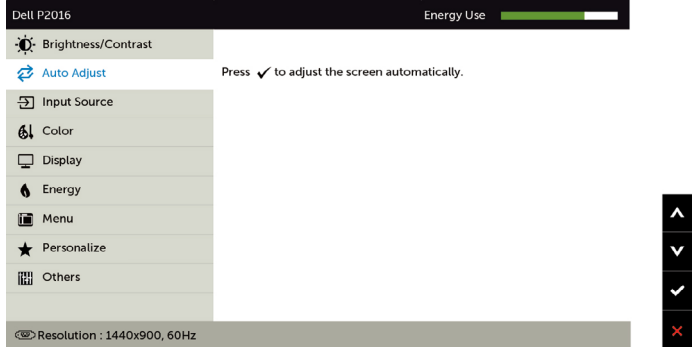 Dell P2016
Energy Use
Brightness/Contrast
Auto Adjust
Press ✓ to adjust the screen automatically.
Input Source
Color
Display
Energy
Menu
Personalize
Others
Resolution : 1440x900, 60Hz